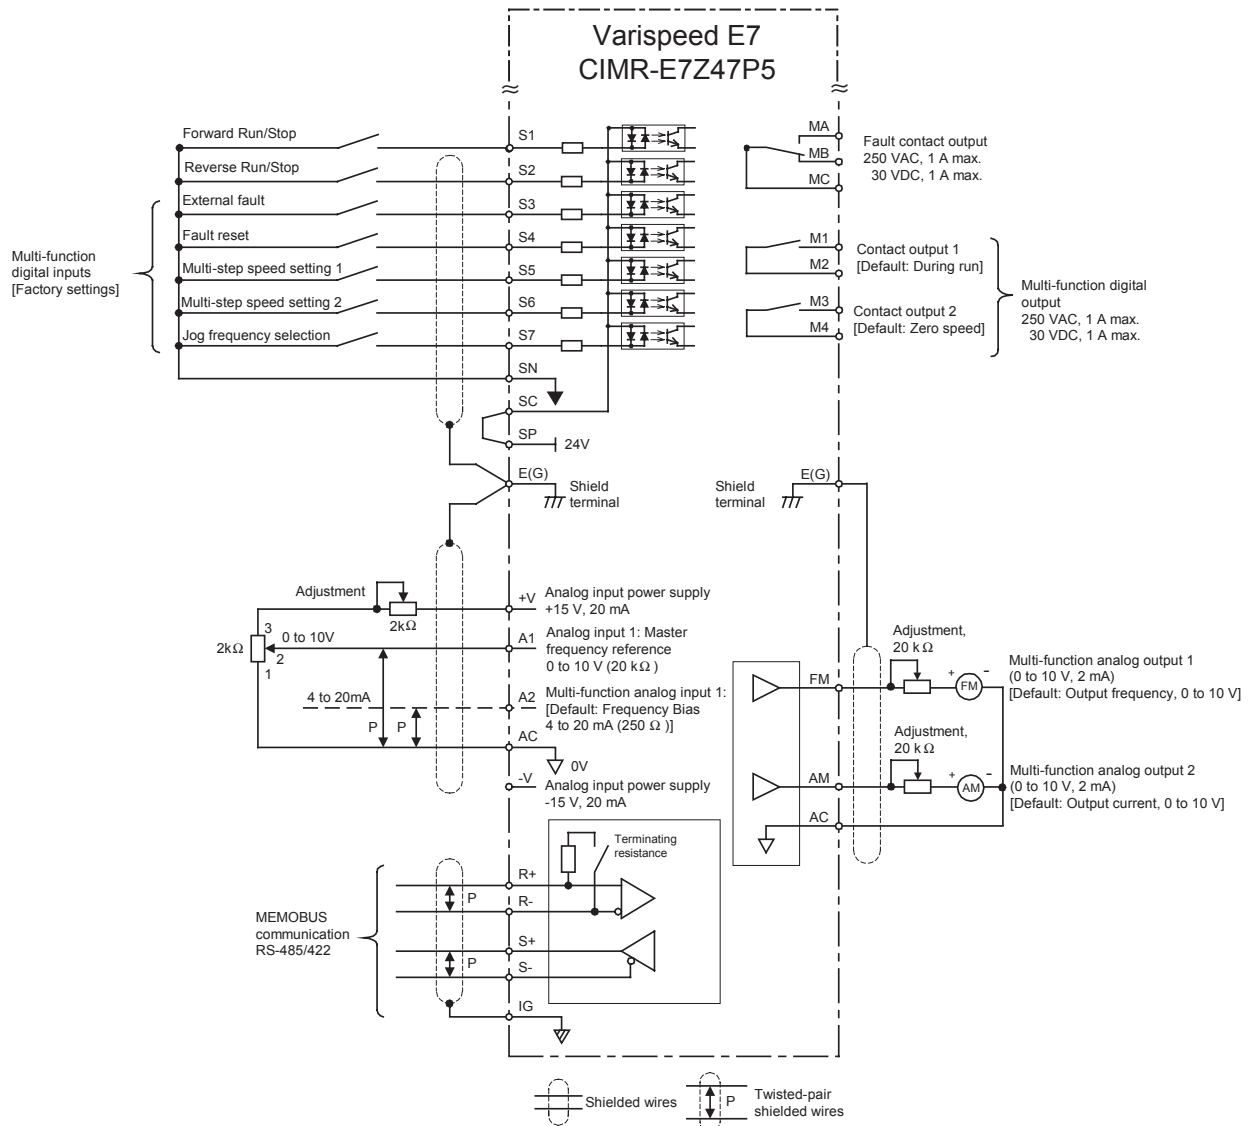 Varispeed E7
CIMR-E7Z47P5
Forward Run/Stop
S1
Reverse Run/Stop
S2
External fault
S3
Fault reset
S4
Multi-step speed setting 1
S5
Multi-step speed setting 2
S6
Jog frequency selection
S7
Multi-function
digital inputs
[Factory settings]
SN
SC
SP
24V
E(G)
Shield
terminal
MA
MB
MC
Fault contact output
250 VAC, 1 A max.
30 VDC, 1 A max.
M1
M2
Contact output 1
[Default: During run]
M3
M4
Contact output 2
[Default: Zero speed]
Multi-function digital
output
250 VAC, 1 A max.
30 VDC, 1 A max.
Shield
terminal
E(G)
Adjustment
2kΩ
+V
Analog input power supply
+15 V, 20 mA
2kΩ
3
2
1
0 to 10V
A1
Analog input 1: Master
frequency reference
0 to 10 V (20 kΩ )
4 to 20mA
P
P
A2
Multi-function analog input 1:
[Default: Frequency Bias
4 to 20 mA (250 Ω )]
AC
0V
-V
Analog input power supply
-15 V, 20 mA
FM
Adjustment,
20 kΩ
+
-
FM
Multi-function analog output 1
(0 to 10 V, 2 mA)
[Default: Output frequency, 0 to 10 V]
AM
Adjustment,
20 kΩ
+
-
AM
Multi-function analog output 2
(0 to 10 V, 2 mA)
[Default: Output current, 0 to 10 V]
AC
Terminating
resistance
MEMOBUS
communication
RS-485/422
P
R+
R-
P
S+
S-
IG
Shielded wires
P
Twisted-pair
shielded wires